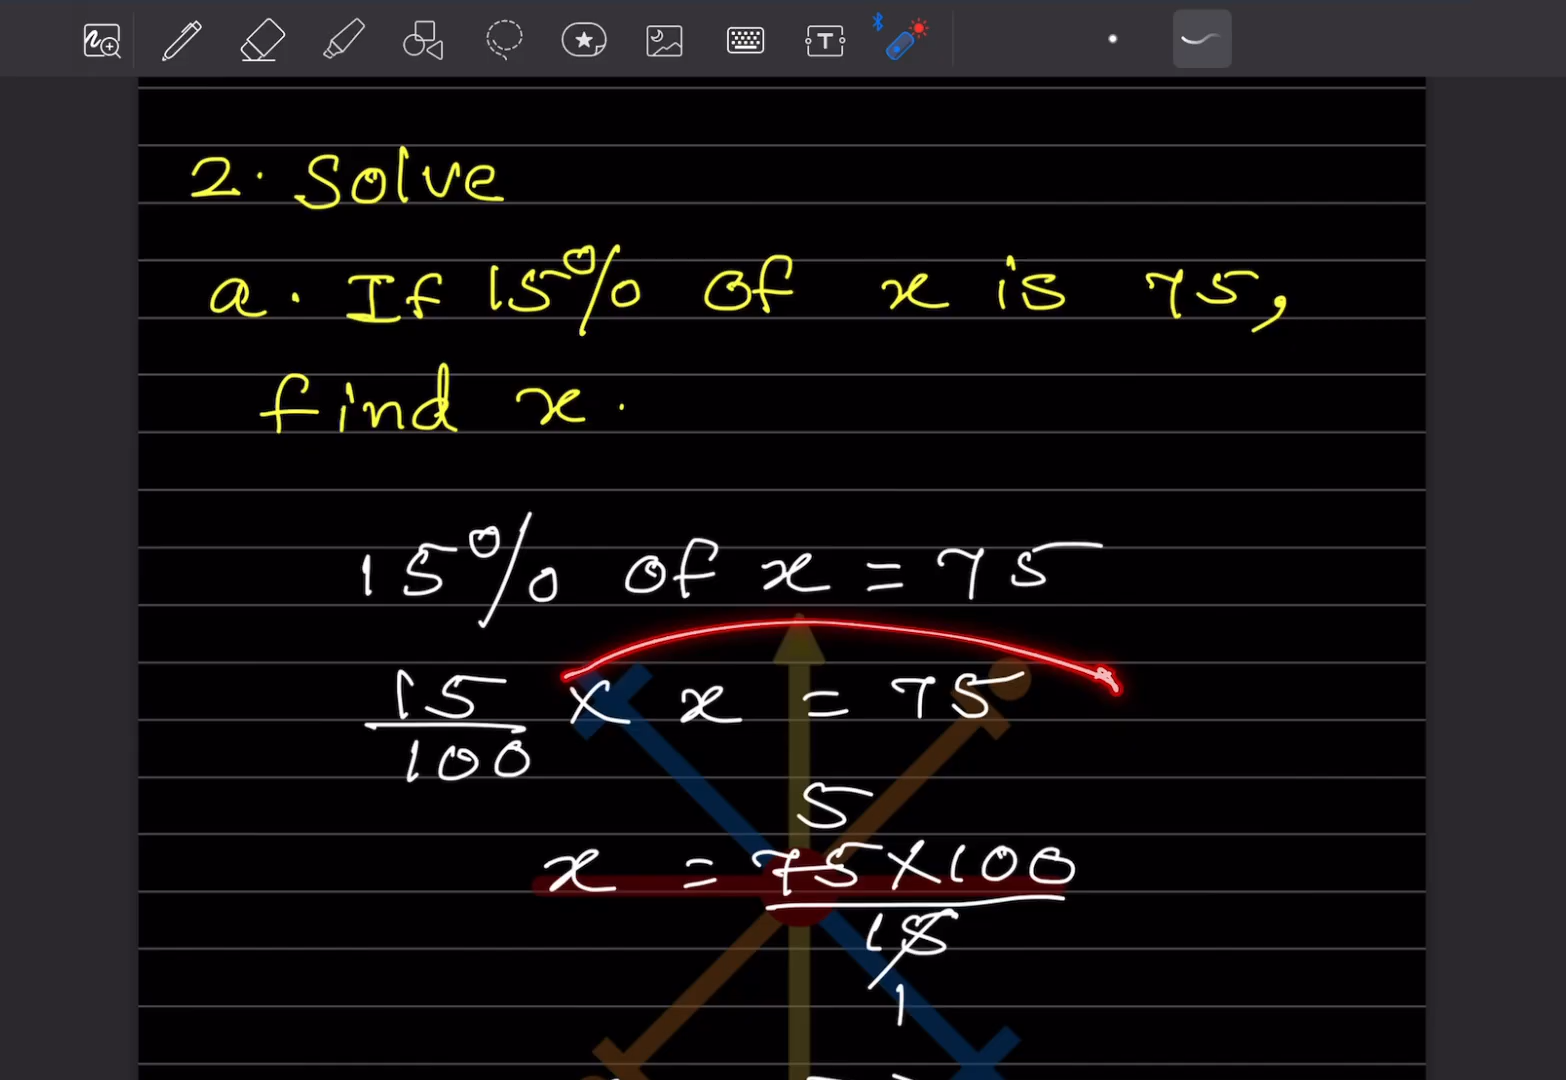 2. Solve
a. If 15% of x is 75,
find x.
15% of x = 75
15/100 × x = 75
5
x = 75×100/15
1